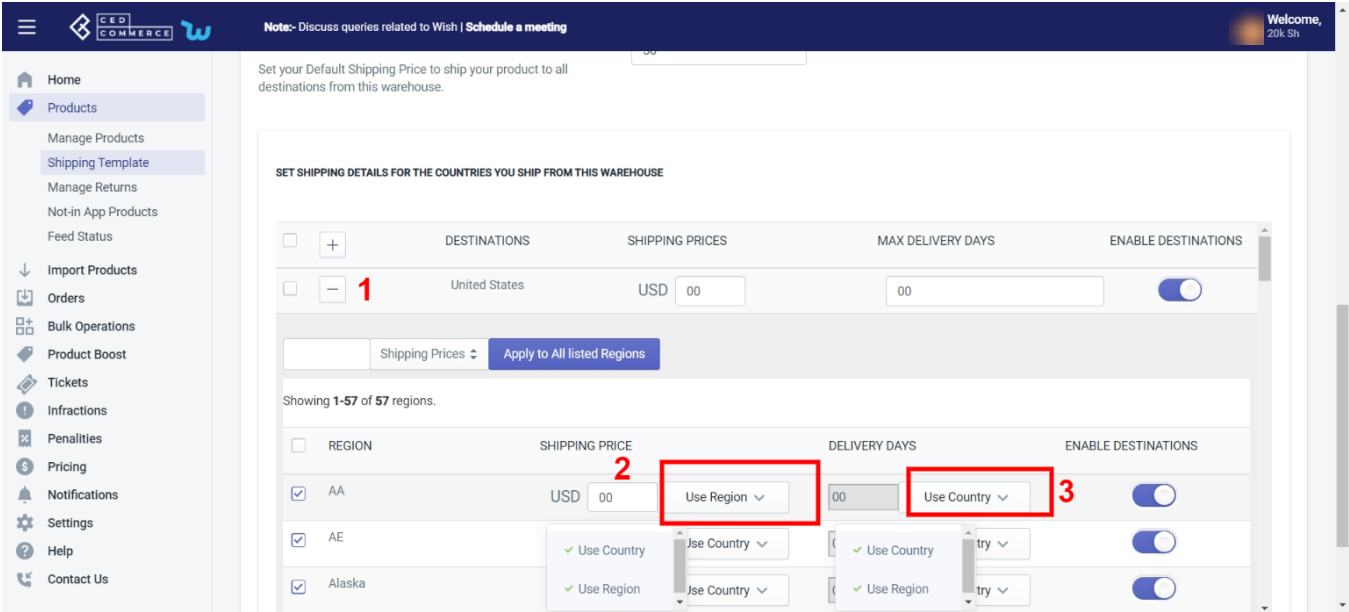 CED
COMMERCE
Note:- Discuss queries related to Wish | Schedule a meeting
Welcome,
20k Sh
Home
Products
Manage Products
Shipping Template
Manage Returns
Not-in App Products
Feed Status
Import Products
Orders
Bulk Operations
Product Boost
Tickets
Infractions
Penalities
Pricing
Notifications
Settings
Help
Contact Us
Set your Default Shipping Price to ship your product to all
destinations from this warehouse.
SET SHIPPING DETAILS FOR THE COUNTRIES YOU SHIP FROM THIS WAREHOUSE
DESTINATIONS SHIPPING PRICES MAX DELIVERY DAYS ENABLE DESTINATIONS
1 United States USD 00 00
Shipping Prices Apply to All listed Regions
Showing 1-57 of 57 regions.
REGION SHIPPING PRICE DELIVERY DAYS ENABLE DESTINATIONS
2
AA USD 00 Use Region 00 Use Country 3
AE Use Country Use Country Use Country try
Alaska Use Region Use Country Use Region try